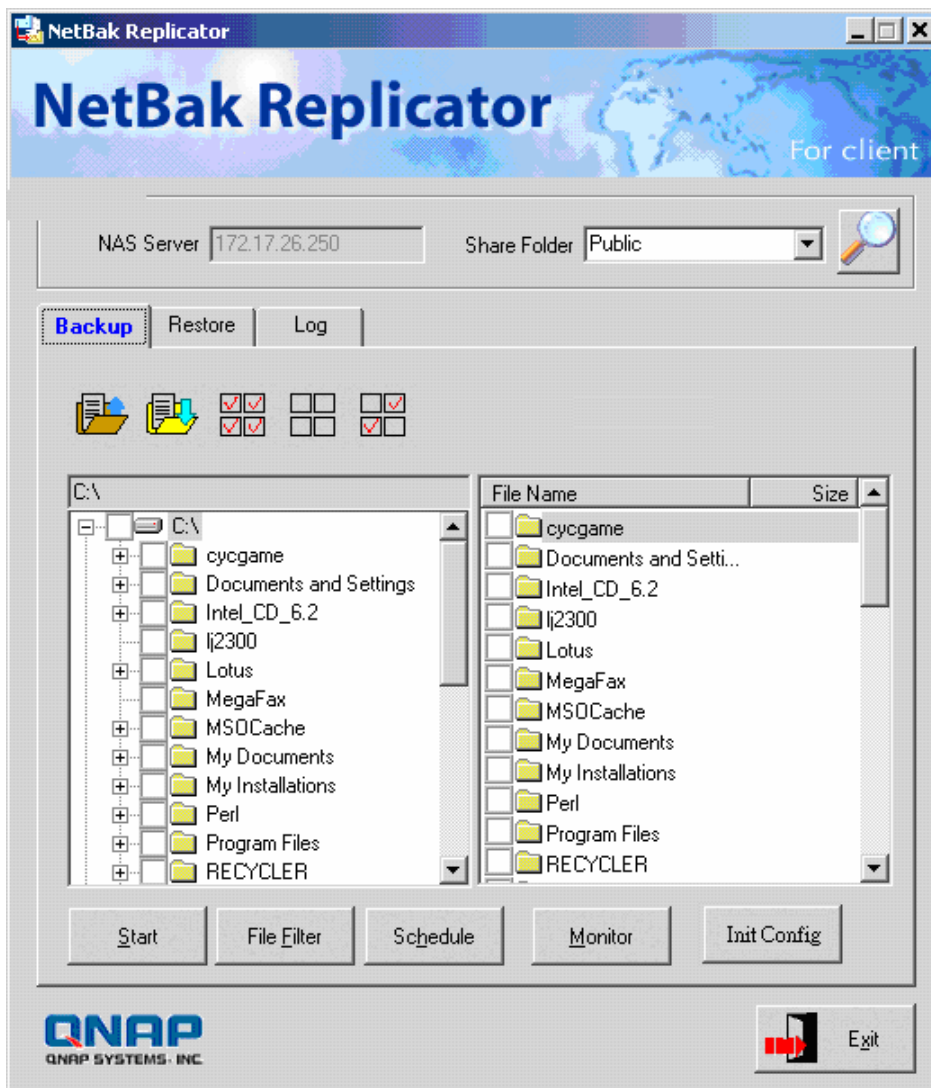 NetBak Replicator
NetBak Replicator
For client
NAS Server 172.17.26.250 Share Folder Public
Backup Restore Log
C:\
C:\
cycgame
Documents and Settings
Intel_CD_6.2
lj2300
Lotus
MegaFax
MSOCache
My Documents
My Installations
Perl
Program Files
RECYCLER
File Name Size
cycgame
Documents and Setti...
Intel_CD_6.2
lj2300
Lotus
MegaFax
MSOCache
My Documents
My Installations
Perl
Program Files
RECYCLER
Start File Filter Schedule Monitor Init Config
QNAP
QNAP SYSTEMS, INC
Exit